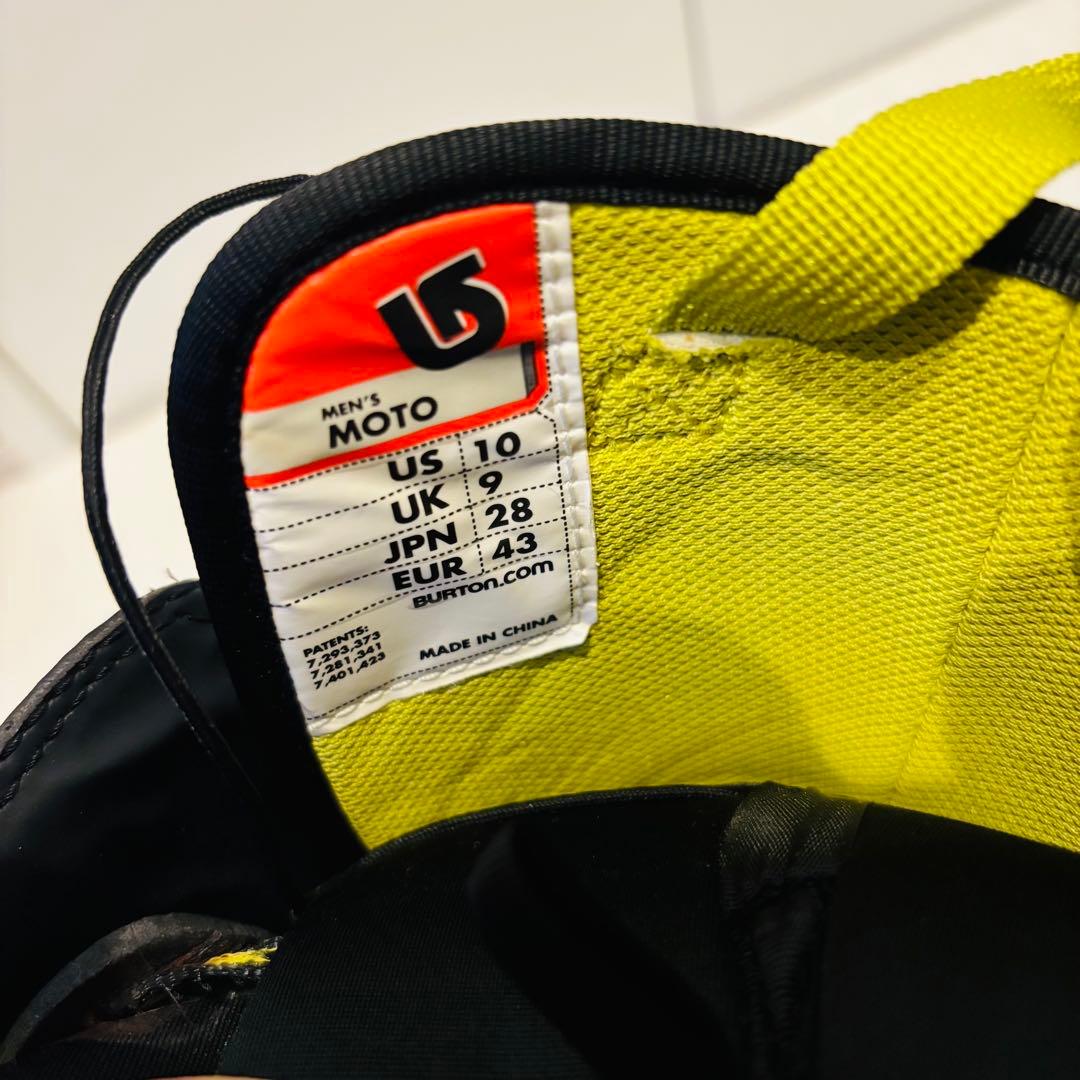 MEN'S
MOTO
US 10
UK 9
JPN 28
EUR 43
BURTON.COM
PATENTS:
7,293,373
7,281,341
7,401,423
MADE IN CHINA